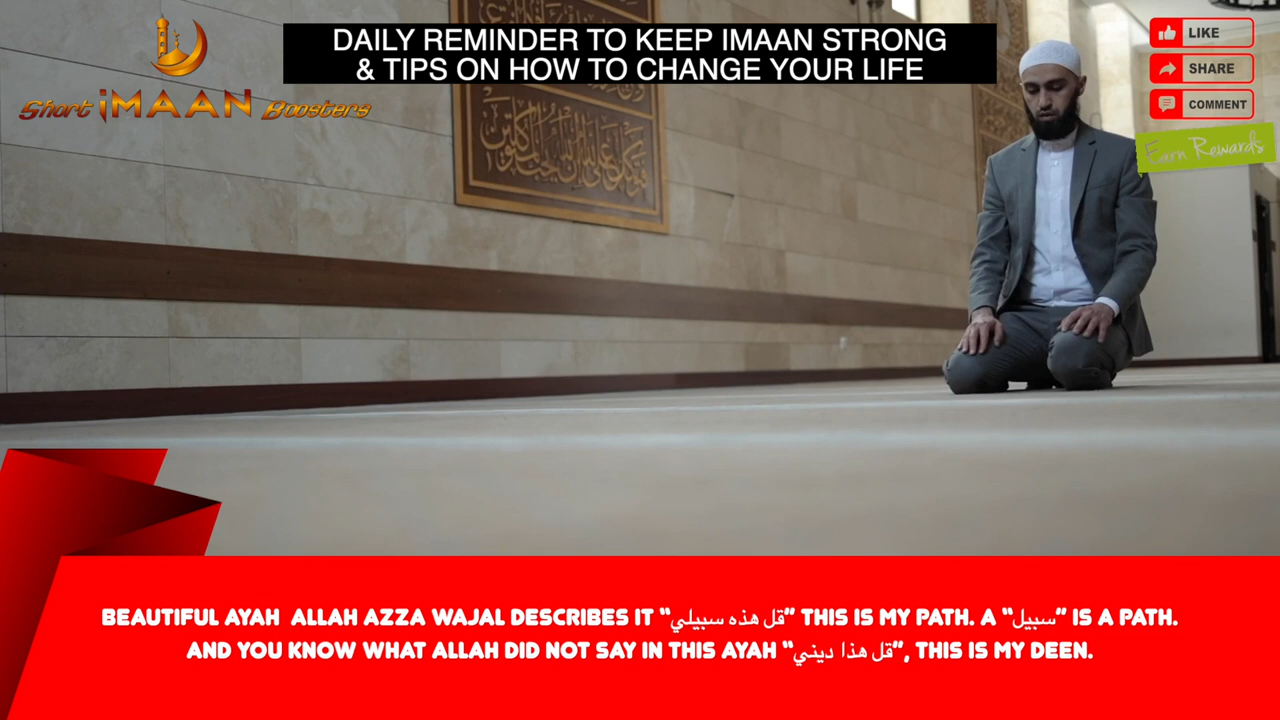 DAILY REMINDER TO KEEP IMAAN STRONG
& TIPS ON HOW TO CHANGE YOUR LIFE
Short iMAAN Boosters
LIKE
SHARE
COMMENT
Earn Rewards
BEAUTIFUL AYAH ALLAH AZZA WAJAL DESCRIBES IT “قل هذه سبيلي” THIS IS MY PATH. A “سبيل” IS A PATH.
AND YOU KNOW WHAT ALLAH DID NOT SAY IN THIS AYAH “قل هذا ديني”, THIS IS MY DEEN.